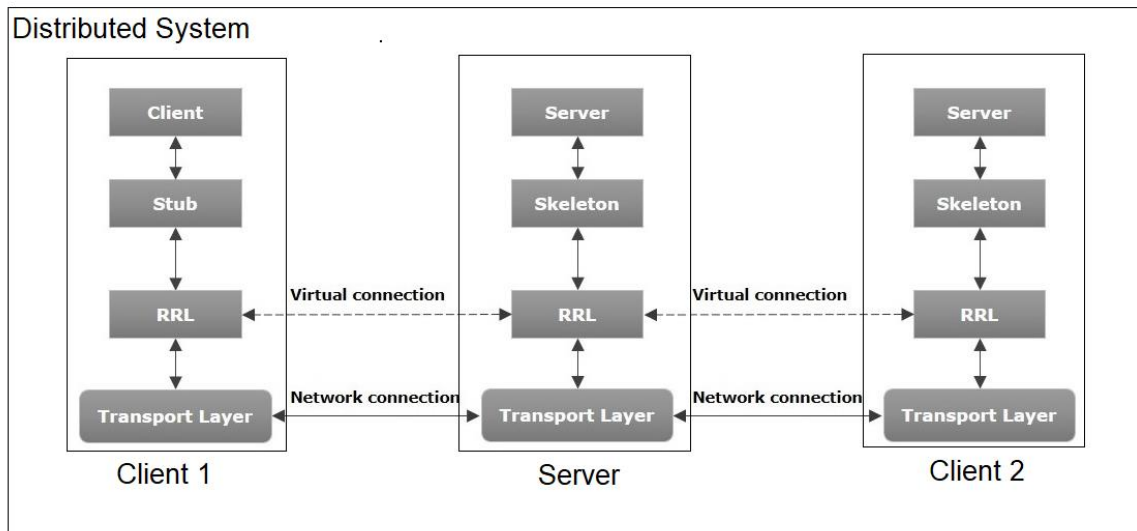 Distributed System
Client
Server
Server
Stub
Skeleton
Skeleton
Virtual connection
Virtual connection
RRL
RRL
RRL
Network connection
Network connection
Transport Layer
Transport Layer
Transport Layer
Client 1
Server
Client 2